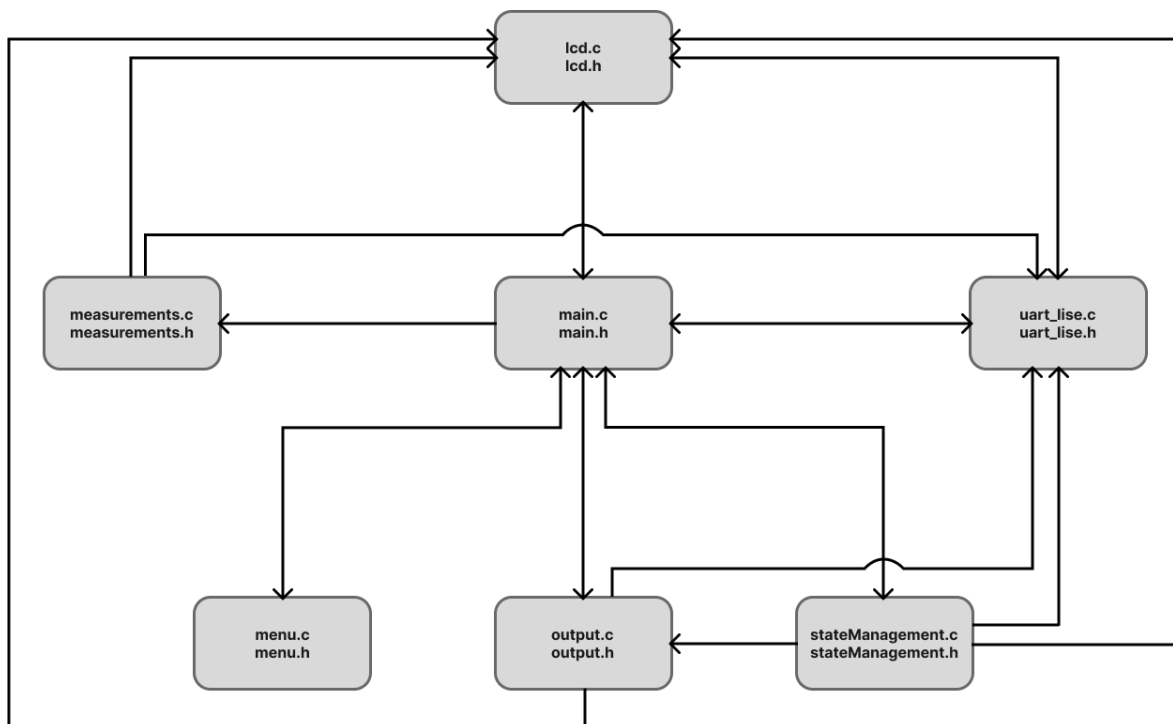 lcd.c
lcd.h
measurements.c
measurements.h
main.c
main.h
uart_lise.c
uart_lise.h
menu.c
menu.h
output.c
output.h
stateManagement.c
stateManagement.h